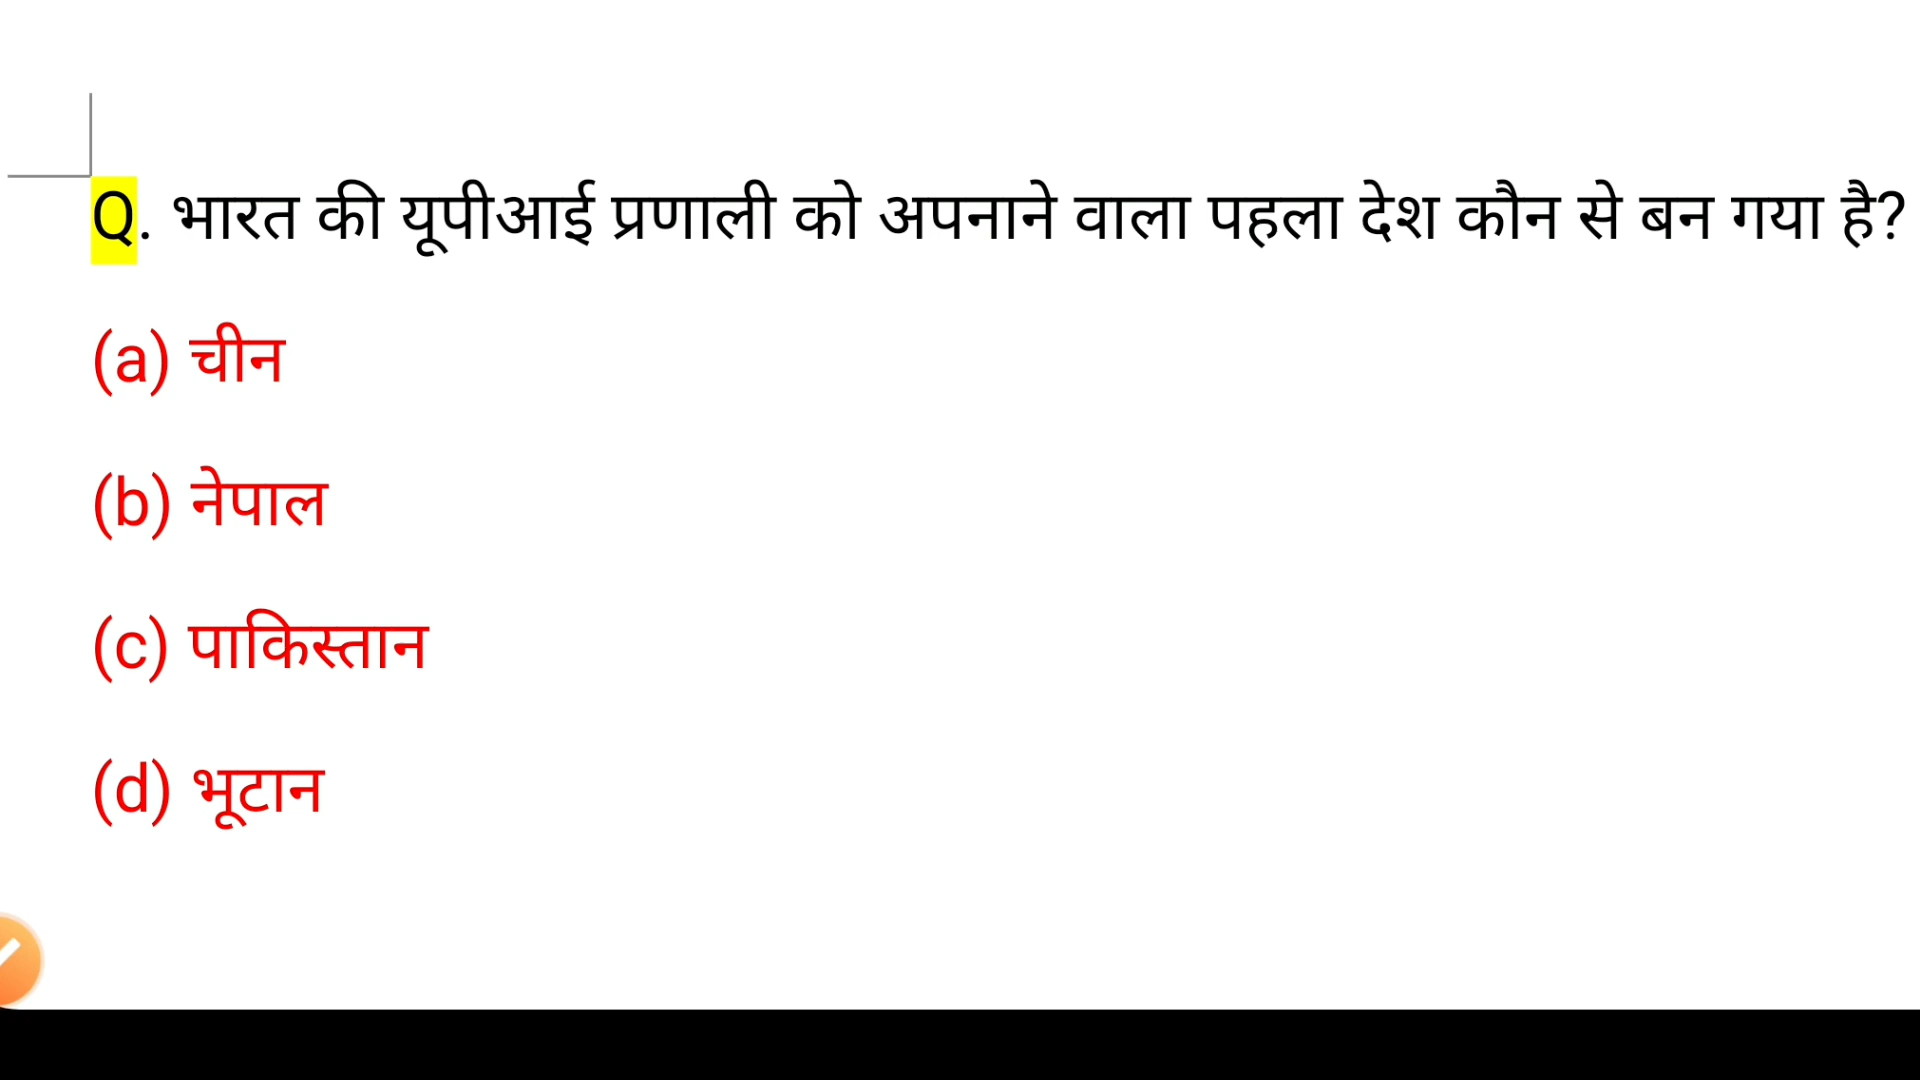 Q. भारत की यूपीआई प्रणाली को अपनाने वाला पहला देश कौन से बन गया है?
(a) चीन
(b) नेपाल
(c) पाकिस्तान
(d) भूटान